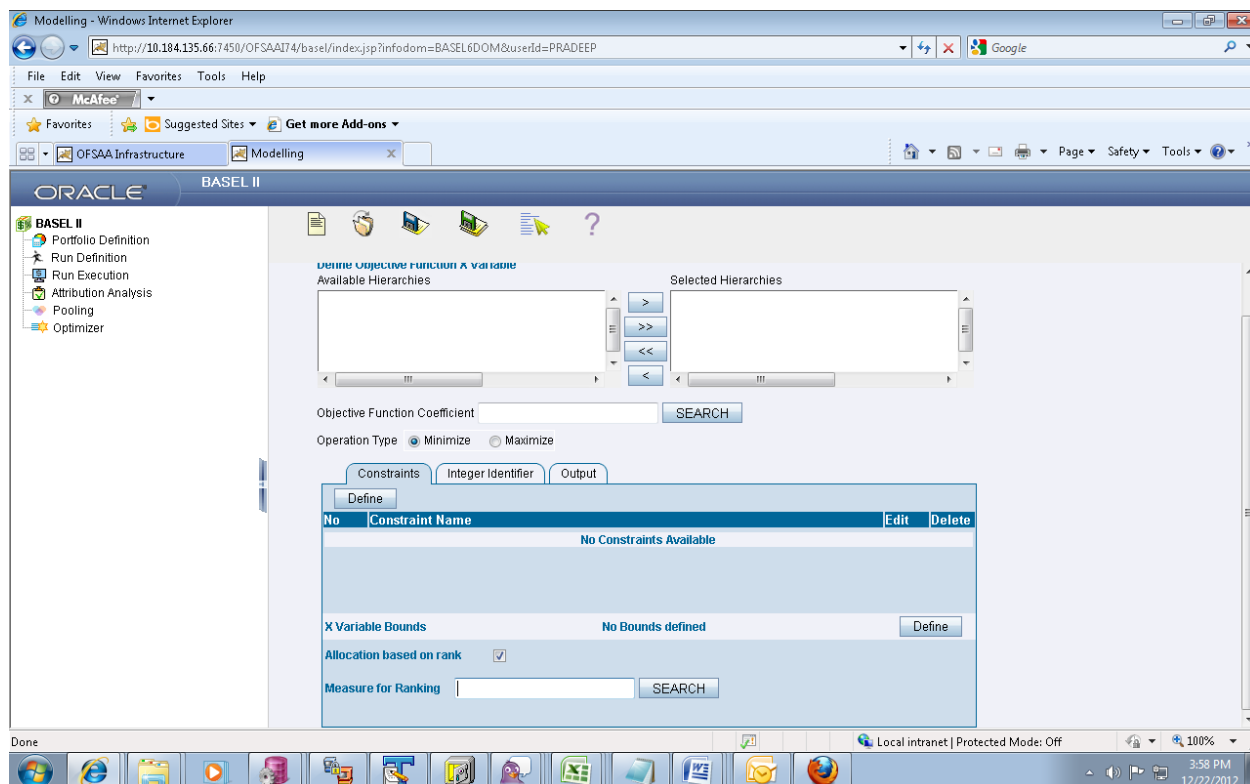 Modelling - Windows Internet Explorer
http://10.184.135.66:7450/OFSAAI74/basel/index.jsp?infodom=BASEL6DOM&userId=PRADEEP
Google
File Edit View Favorites Tools Help
x McAfee
Favorites Suggested Sites Get more Add-ons
OFSAA Infrastructure Modelling x Page Safety Tools
ORACLE BASEL II
BASEL II
Portfolio Definition
Run Definition
Run Execution
Attribution Analysis
Pooling
Optimizer
?
Define Objective Function X Variable
Available Hierarchies Selected Hierarchies
>
>>
<<
<
Objective Function Coefficient SEARCH
Operation Type Minimize Maximize
Constraints Integer Identifier Output
Define
No Constraint Name Edit Delete
No Constraints Available
X Variable Bounds No Bounds defined Define
Allocation based on rank
Measure for Ranking SEARCH
Done Local intranet | Protected Mode: Off 100%
3:58 PM
12/22/2012